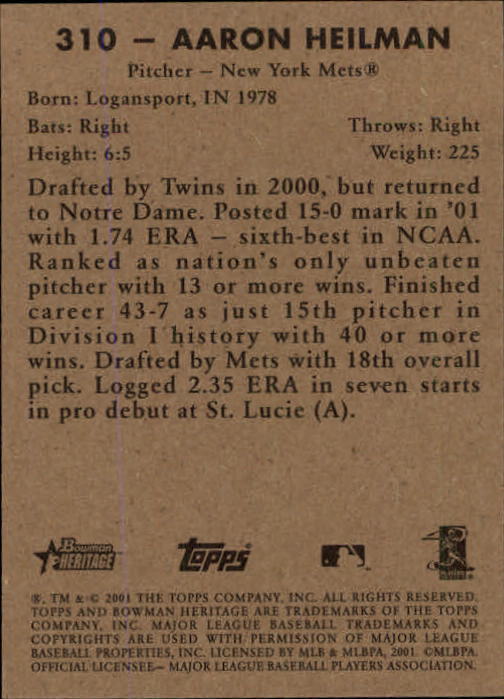 310 – AARON HEILMAN
Pitcher – New York Mets®
Born: Logansport, IN 1978
Bats: Right Throws: Right
Height: 6:5 Weight: 225
Drafted by Twins in 2000, but returned
to Notre Dame. Posted 15-0 mark in '01
with 1.74 ERA – sixth-best in NCAA.
Ranked as nation's only unbeaten
pitcher with 13 or more wins. Finished
career 43-7 as just 15th pitcher in
Division I history with 40 or more
wins. Drafted by Mets with 18th overall
pick. Logged 2.35 ERA in seven starts
in pro debut at St. Lucie (A).
Bowman
HERITAGE
TOPPS
®, TM & © 2001 THE TOPPS COMPANY, INC. ALL RIGHTS RESERVED.
TOPPS AND BOWMAN HERITAGE ARE TRADEMARKS OF THE TOPPS
COMPANY, INC. MAJOR LEAGUE BASEBALL TRADEMARKS AND
COPYRIGHTS ARE USED WITH PERMISSION OF MAJOR LEAGUE
BASEBALL PROPERTIES, INC. LICENSED BY MLB & MLBPA, 2001. ©MLBPA.
OFFICIAL LICENSEE– MAJOR LEAGUE BASEBALL PLAYERS ASSOCIATION.